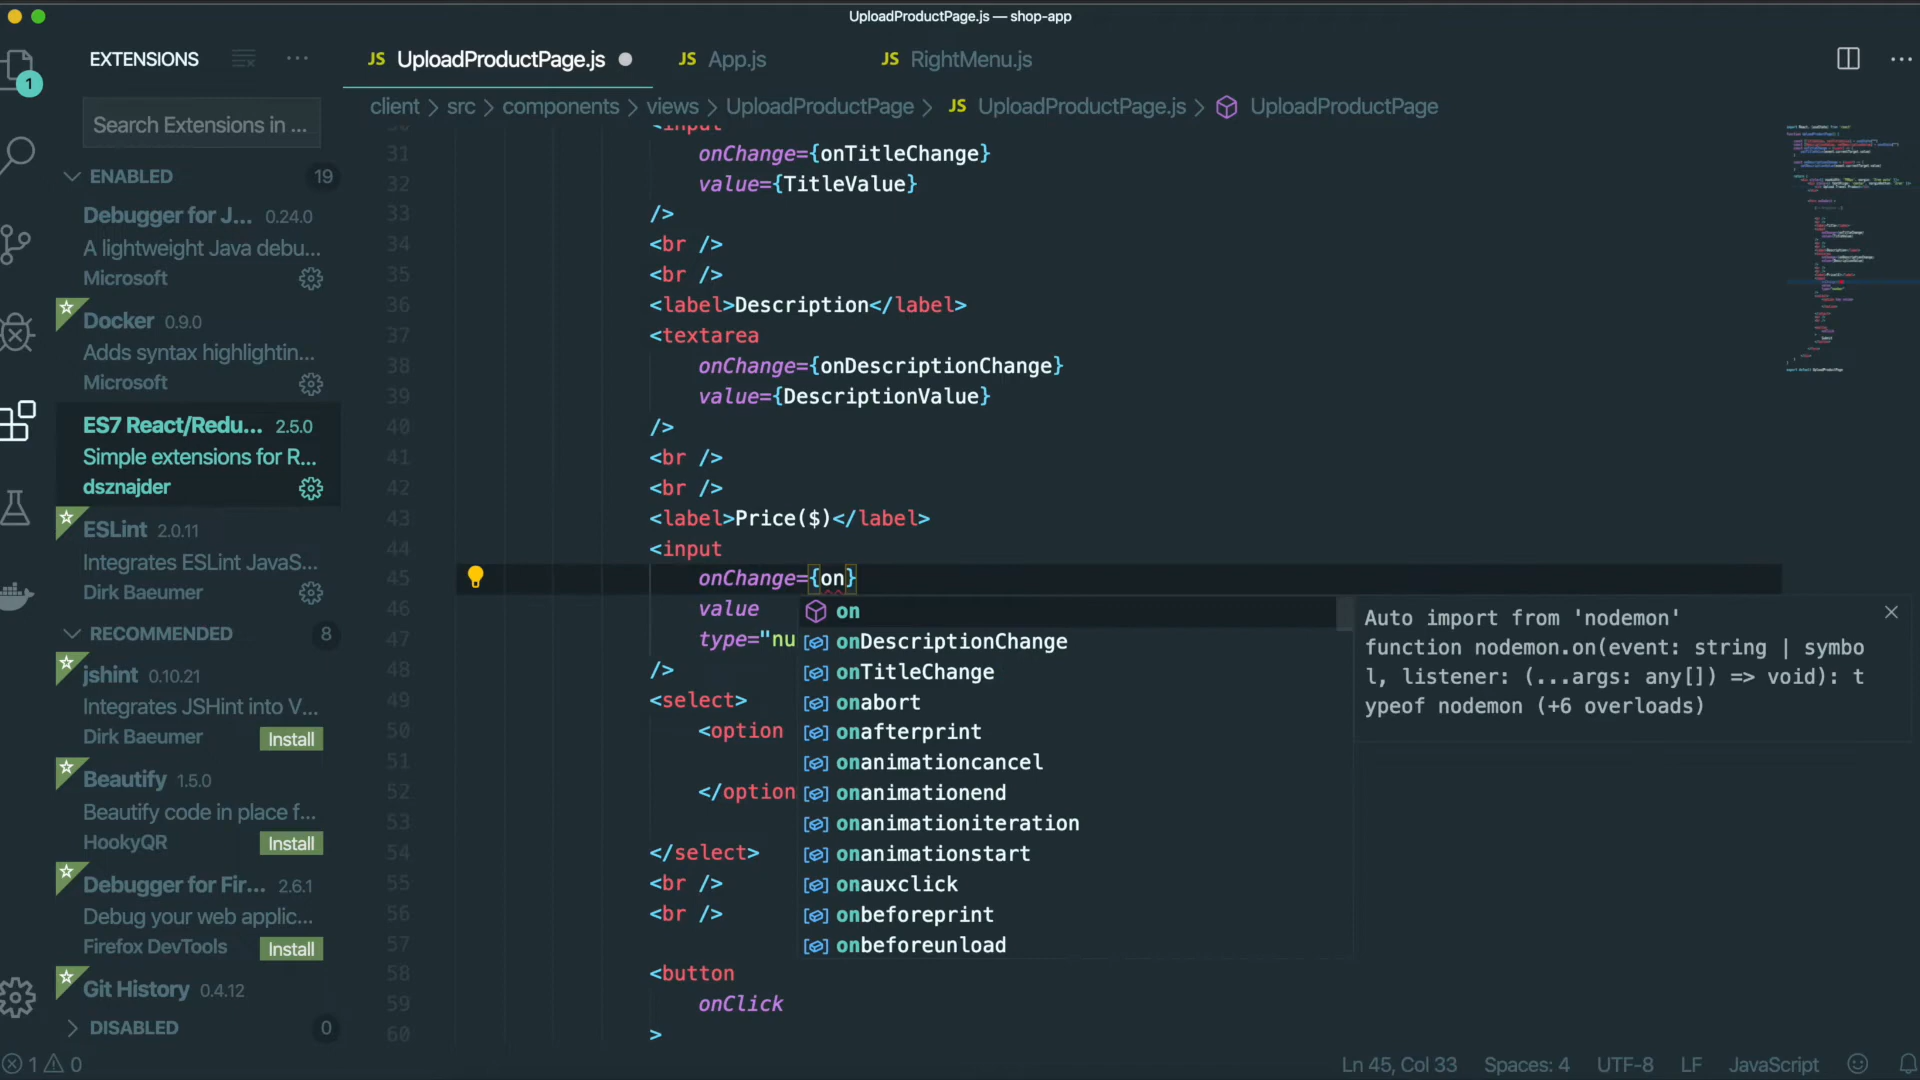 UploadProductPage.js — shop-app
1
EXTENSIONS
Search Extensions in ...
ENABLED 19
Debugger for J... 0.24.0
A lightweight Java debu...
Microsoft
Docker 0.9.0
Adds syntax highlightin...
Microsoft
ES7 React/Redu... 2.5.0
Simple extensions for R...
dsznajder
ESLint 2.0.11
Integrates ESLint JavaS...
Dirk Baeumer
RECOMMENDED 8
jshint 0.10.21
Integrates JSHint into V...
Dirk Baeumer Install
Beautify 1.5.0
Beautify code in place f...
HookyQR Install
Debugger for Fir... 2.6.1
Debug your web applic...
Firefox DevTools Install
Git History 0.4.12
DISABLED 0
JS UploadProductPage.js
JS App.js
JS RightMenu.js
client > src > components > views > UploadProductPage > JS UploadProductPage.js > UploadProductPage
30 <input
31 onChange={onTitleChange}
32 value={TitleValue}
33 />
34 <br />
35 <br />
36 <label>Description</label>
37 <textarea
38 onChange={onDescriptionChange}
39 value={DescriptionValue}
40 />
41 <br />
42 <br />
43 <label>Price($)</label>
44 <input
45 onChange={on}
46 value
47 type="nu
48 />
49 <select>
50 <option
51
52 </option
53
54 </select>
55 <br />
56 <br />
57
58 <button
59 onClick
60 >
on
onDescriptionChange
onTitleChange
onabort
onafterprint
onanimationcancel
onanimationend
onanimationiteration
onanimationstart
onauxclick
onbeforeprint
onbeforeunload
Auto import from 'nodemon'
function nodemon.on(event: string | symbo
l, listener: (...args: any[]) => void): t
ypeof nodemon (+6 overloads)
1 0
Ln 45, Col 33 Spaces: 4 UTF-8 LF JavaScript